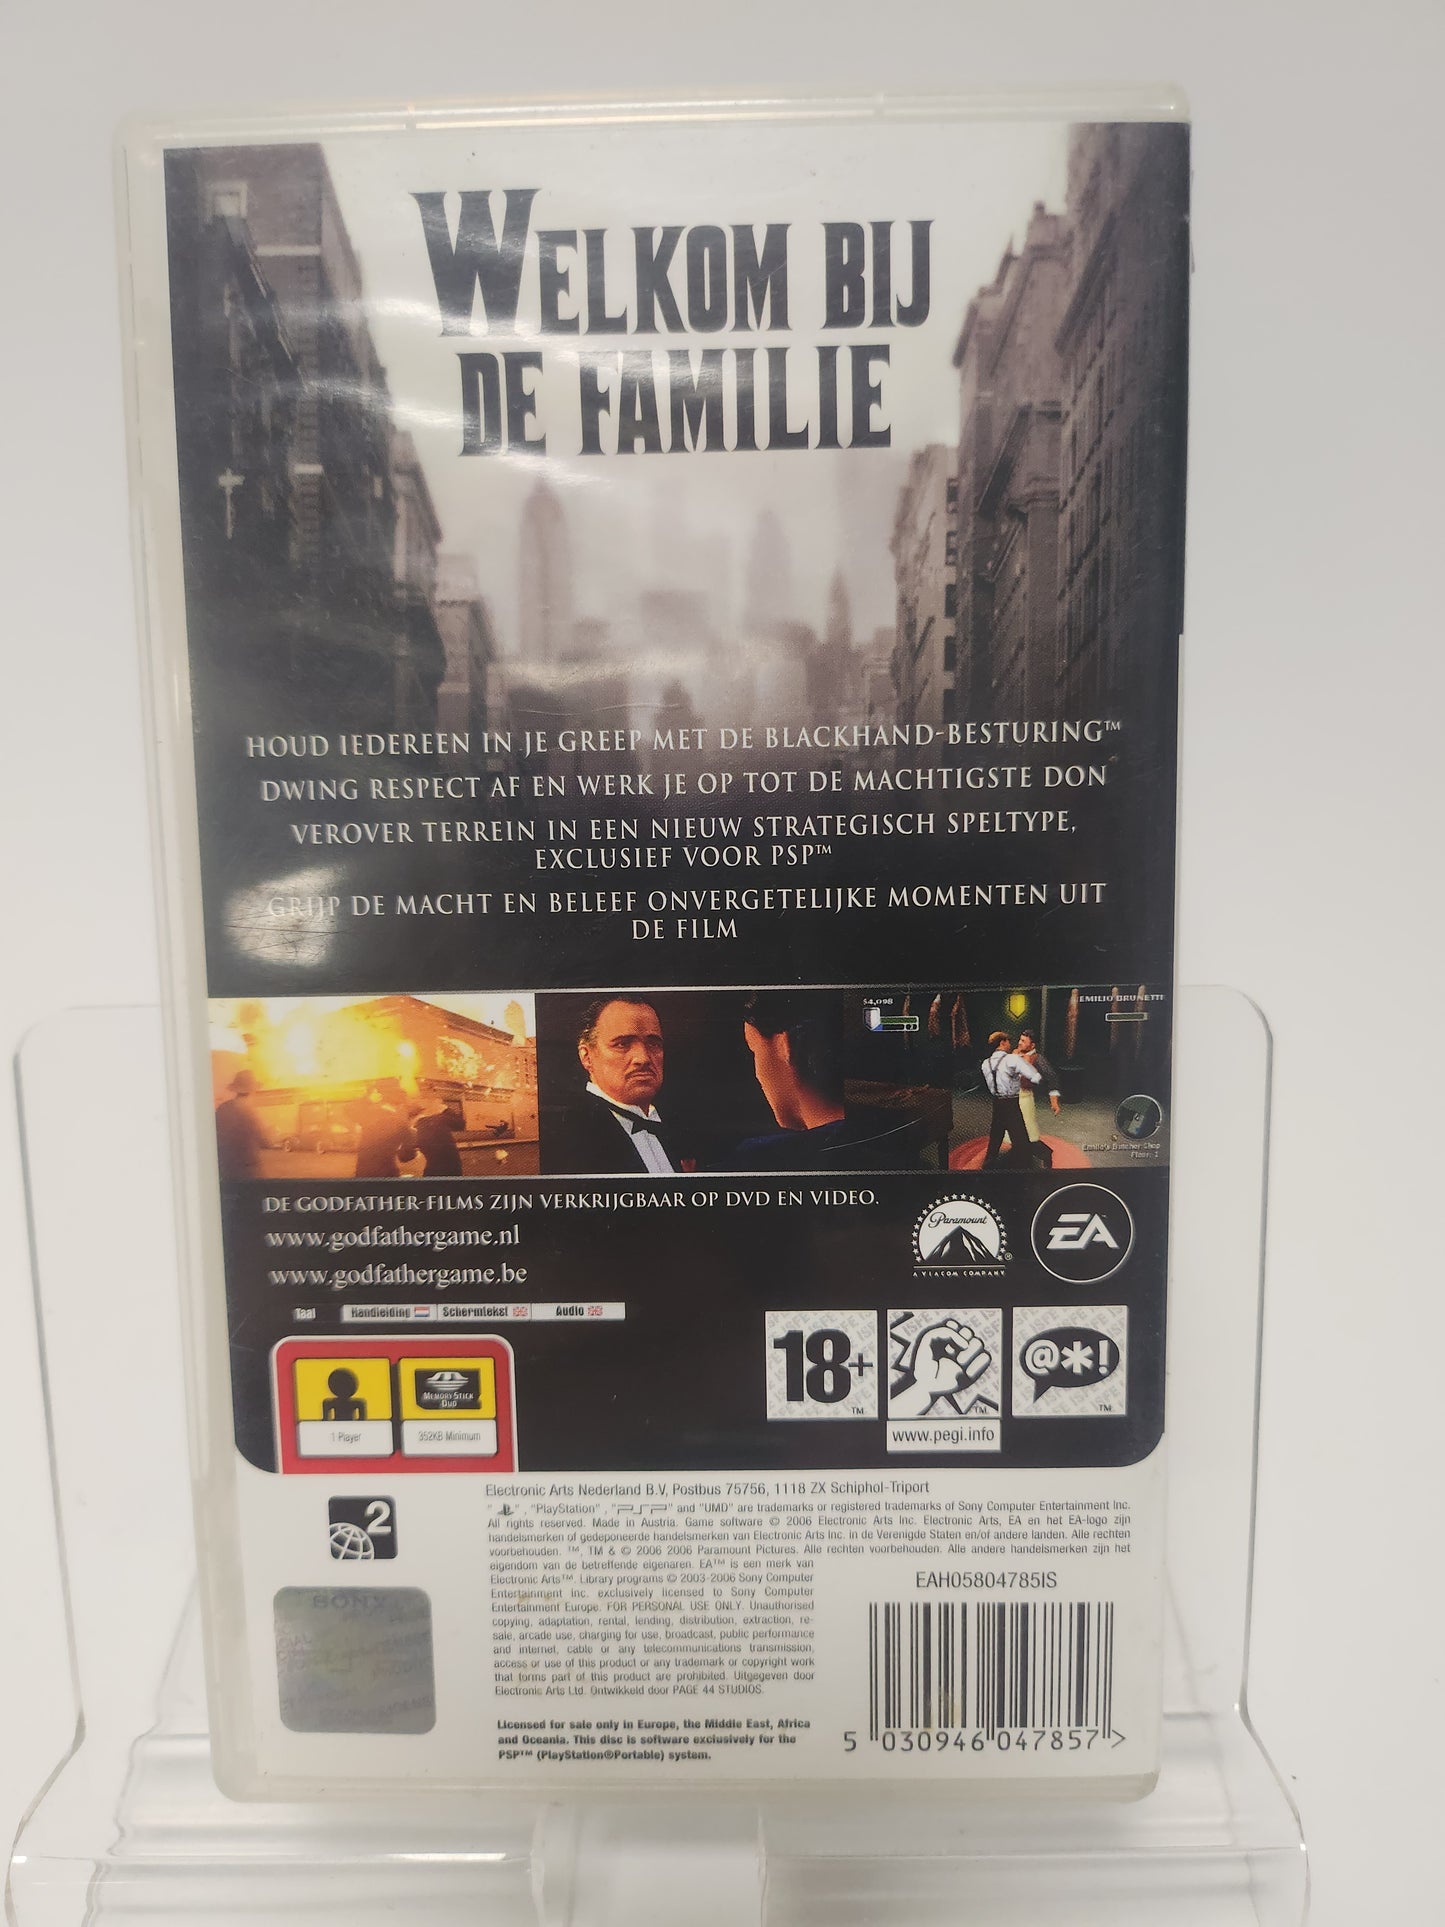 WELKOM BIJ
DE FAMILIE
HOUD IEDEREEN IN JE GREEP MET DE BLACKHAND-BESTURING™
DWING RESPECT AF EN WERK JE OP TOT DE MACHTIGSTE DON
VEROVER TERREIN IN EEN NIEUW STRATEGISCH SPELTYPE,
EXCLUSIEF VOOR PSP™
GRIJP DE MACHT EN BELEEF ONVERGETELIJKE MOMENTEN UIT
DE FILM
$4,098
EMILIO BRUNETTI
Emilio's Butcher Shop
Floor: 1
DE GODFATHER-FILMS ZIJN VERKRIJGBAAR OP DVD EN VIDEO.
www.godfathergame.nl
www.godfathergame.be
Paramount
A VIACOM COMPANY
EA
Taal Handleiding Schermtekst Audio
18+ ™ ™ @*! ™
www.pegi.info
MEMORY STICK
DUO
1 Player 352KB Minimum
2
SONY
Electronic Arts Nederland B.V, Postbus 75756, 1118 ZX Schiphol-Triport
" ", "PlayStation", "PSP" and "UMD" are trademarks or registered trademarks of Sony Computer Entertainment Inc.
All rights reserved. Made in Austria. Game software © 2006 Electronic Arts Inc. Electronic Arts, EA en het EA-logo zijn
handelsmerken of gedeponeerde handelsmerken van Electronic Arts Inc. in de Verenigde Staten en/of andere landen. Alle rechten
voorbehouden. ™, TM & © 2006 2006 Paramount Pictures. Alle rechten voorbehouden. Alle andere handelsmerken zijn het
eigendom van de betreffende eigenaren. EA™ is een merk van
Electronic Arts™. Library programs © 2003-2006 Sony Computer
Entertainment Inc. exclusively licensed to Sony Computer
Entertainment Europe. FOR PERSONAL USE ONLY. Unauthorised
copying, adaptation, rental, lending, distribution, extraction, re-
sale, arcade use, charging for use, broadcast, public performance
and internet, cable or any telecommunications transmission,
access or use of this product or any trademark or copyright work
that forms part of this product are prohibited. Uitgegeven door
Electronic Arts Ltd. Ontwikkeld door PAGE 44 STUDIOS.
EAH05804785IS
5 030946 047857 >
Licensed for sale only in Europe, the Middle East, Africa
and Oceania. This disc is software exclusively for the
PSP™ (PlayStation®Portable) system.